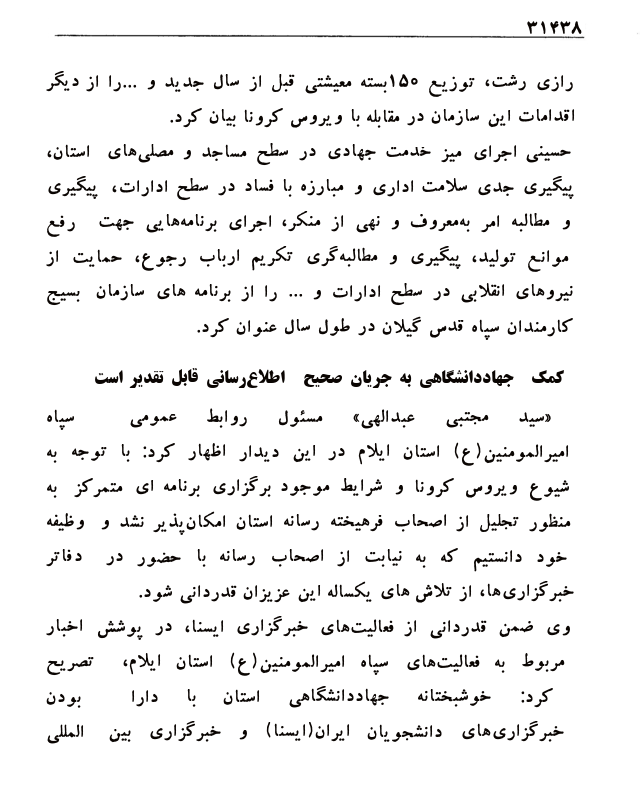 ۳۱۴۳۸
رازی رشت، توزیع ۱۵۰بسته معیشتی قبل از سال جدید و ...را از دیگر
اقدامات این سازمان در مقابله با ویروس کرونا بیان کرد.
حسینی اجرای میز خدمت جهادی در سطح مساجد و مصلی‌های استان،
پیگیری جدی سلامت اداری و مبارزه با فساد در سطح ادارات، پیگیری
و مطالبه امر به‌معروف و نهی از منکر، اجرای برنامه‌هایی جهت رفع
موانع تولید، پیگیری و مطالبه‌گری تکریم ارباب رجوع، حمایت از
نیروهای انقلابی در سطح ادارات و ... را از برنامه های سازمان بسیج
کارمندان سپاه قدس گیلان در طول سال عنوان کرد.
کمک جهاددانشگاهی به جریان صحیح اطلاع‌رسانی قابل تقدیر است
«سید مجتبی عبدالهی» مسئول روابط عمومی سپاه
امیرالمومنین(ع) استان ایلام در این دیدار اظهار کرد: با توجه به
شیوع ویروس کرونا و شرایط موجود برگزاری برنامه ای متمرکز به
منظور تجلیل از اصحاب فرهیخته رسانه استان امکان‌پذیر نشد و وظیفه
خود دانستیم که به نیابت از اصحاب رسانه با حضور در دفاتر
خبرگزاری‌ها، از تلاش های یکساله این عزیزان قدردانی شود.
وی ضمن قدردانی از فعالیت‌های خبرگزاری ایسنا، در پوشش اخبار
مربوط به فعالیت‌های سپاه امیرالمومنین(ع) استان ایلام، تصریح
کرد: خوشبختانه جهاددانشگاهی استان با دارا بودن
خبرگزاری‌های دانشجویان ایران(ایسنا) و خبرگزاری بین المللی